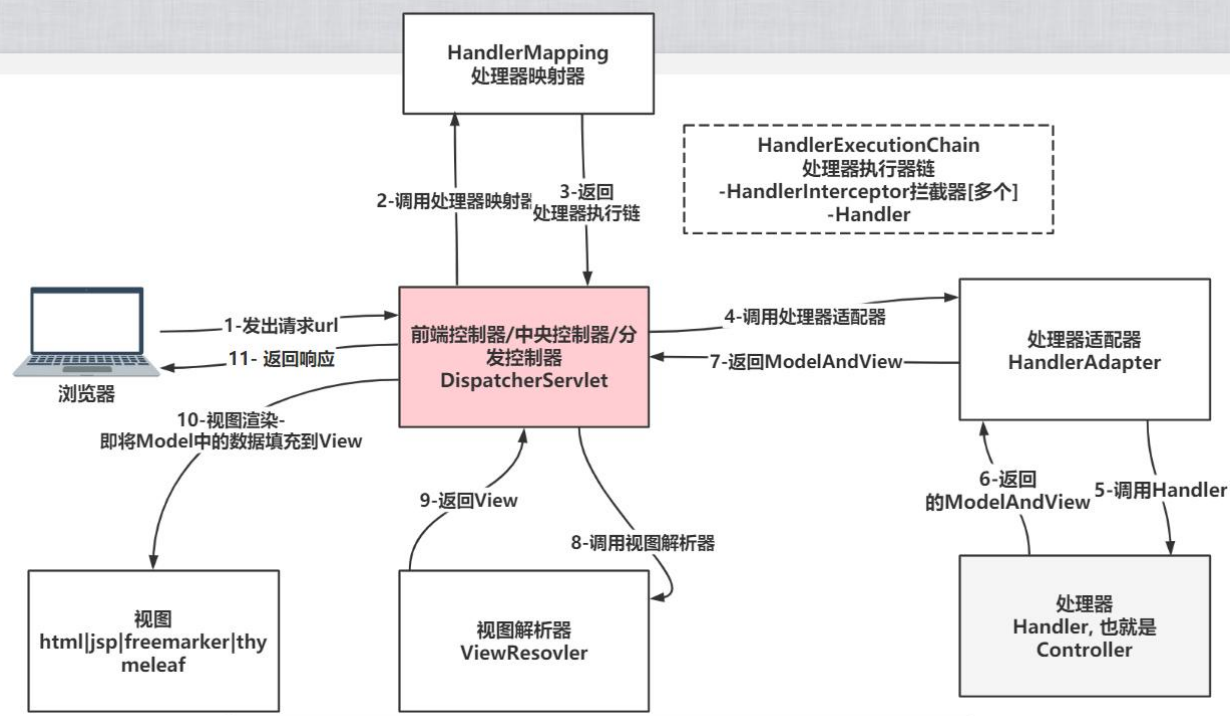 HandlerMapping
处理器映射器
HandlerExecutionChain
处理器执行器链
-HandlerInterceptor拦截器[多个]
-Handler
2-调用处理器映射器
3-返回
处理器执行链
1-发出请求url
11- 返回响应
浏览器
前端控制器/中央控制器/分
发控制器
DispatcherServlet
4-调用处理器适配器
7-返回ModelAndView
处理器适配器
HandlerAdapter
10-视图渲染-
即将Model中的数据填充到View
9-返回View
8-调用视图解析器
6-返回
的ModelAndView
5-调用Handler
视图
html|jsp|freemarker|thy
meleaf
视图解析器
ViewResovler
处理器
Handler, 也就是
Controller